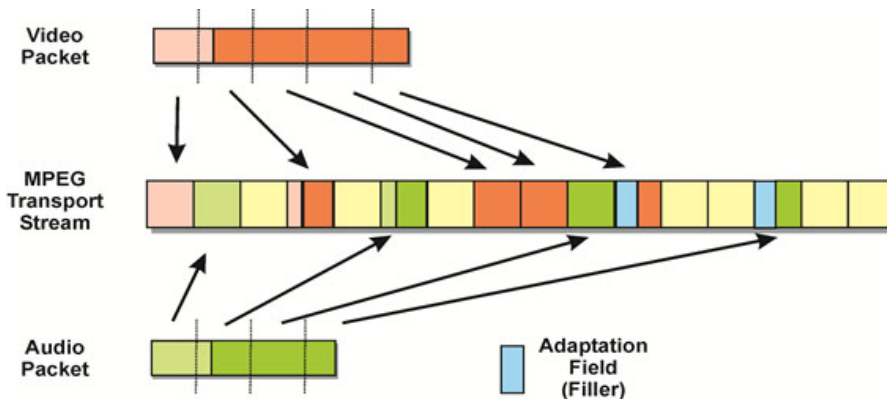 Video
Packet
MPEG
Transport
Stream
Audio
Packet
Adaptation
Field
(Filler)